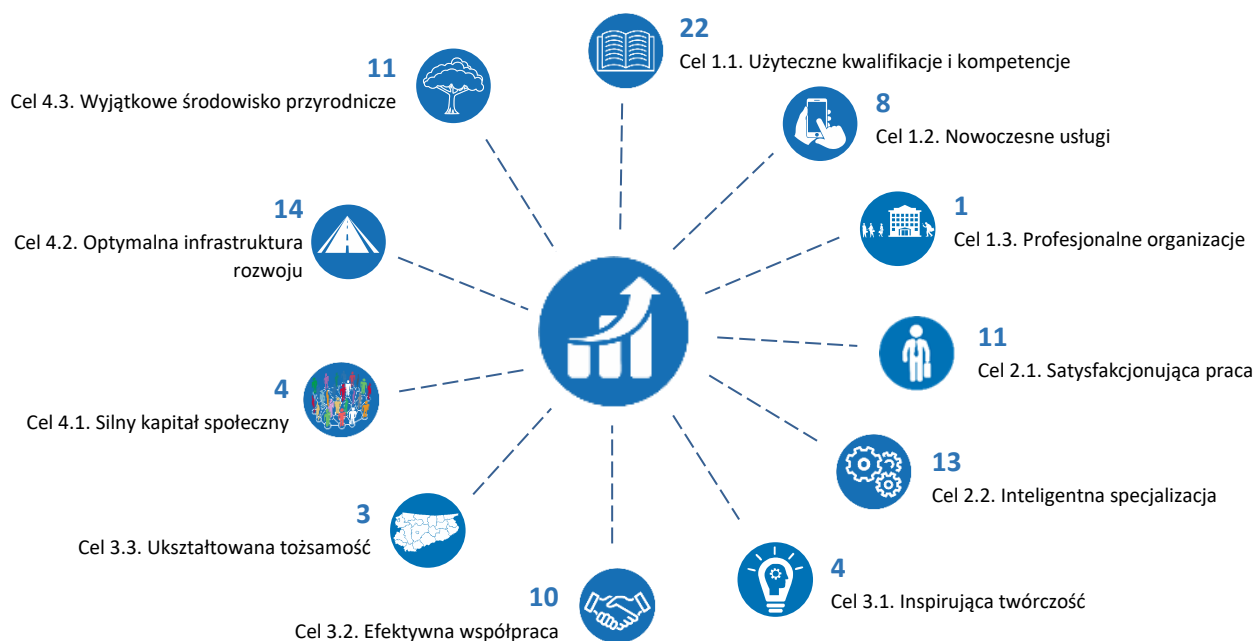 22
Cel 1.1. Użyteczne kwalifikacje i kompetencje
8
Cel 1.2. Nowoczesne usługi
1
Cel 1.3. Profesjonalne organizacje
11
Cel 2.1. Satysfakcjonująca praca
13
Cel 2.2. Inteligentna specjalizacja
4
Cel 3.1. Inspirująca twórczość
10
Cel 3.2. Efektywna współpraca
3
Cel 3.3. Ukształtowana tożsamość
4
Cel 4.1. Silny kapitał społeczny
14
Cel 4.2. Optymalna infrastruktura
rozwoju
11
Cel 4.3. Wyjątkowe środowisko przyrodnicze